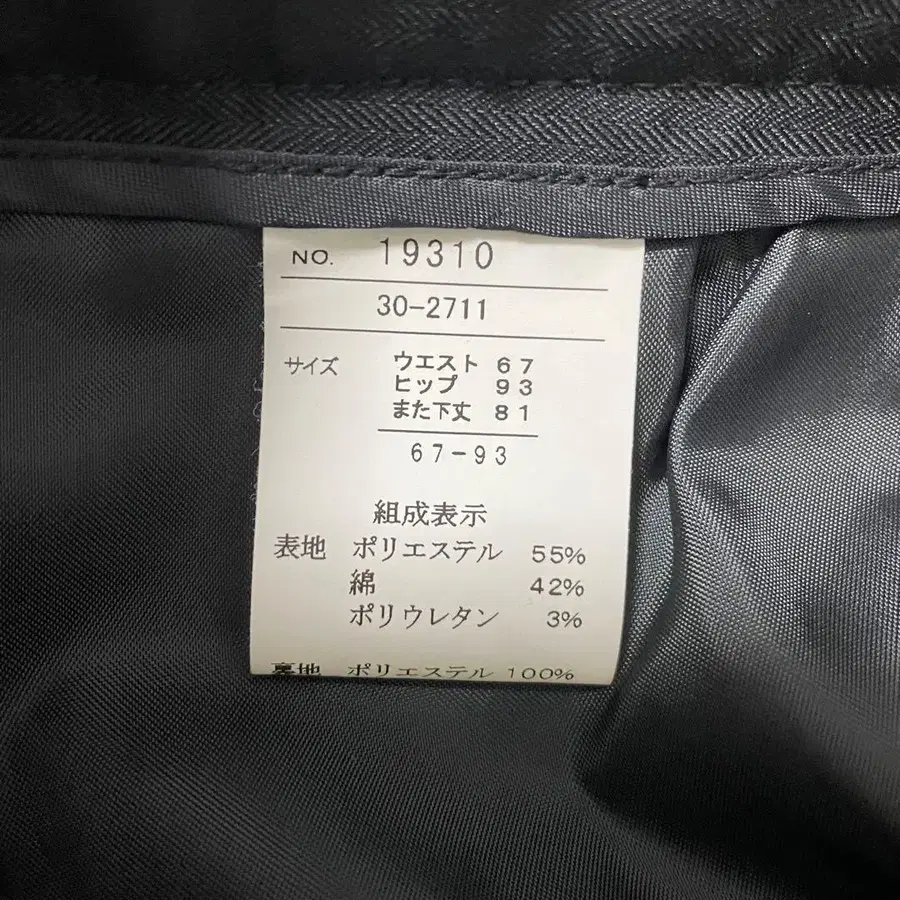 NO. 19310
30-2711
サイズ ウエスト 67
ヒップ 93
また下丈 81
67-93
組成表示
表地 ポリエステル 55%
綿 42%
ポリウレタン 3%
裏地 ポリエステル 100%